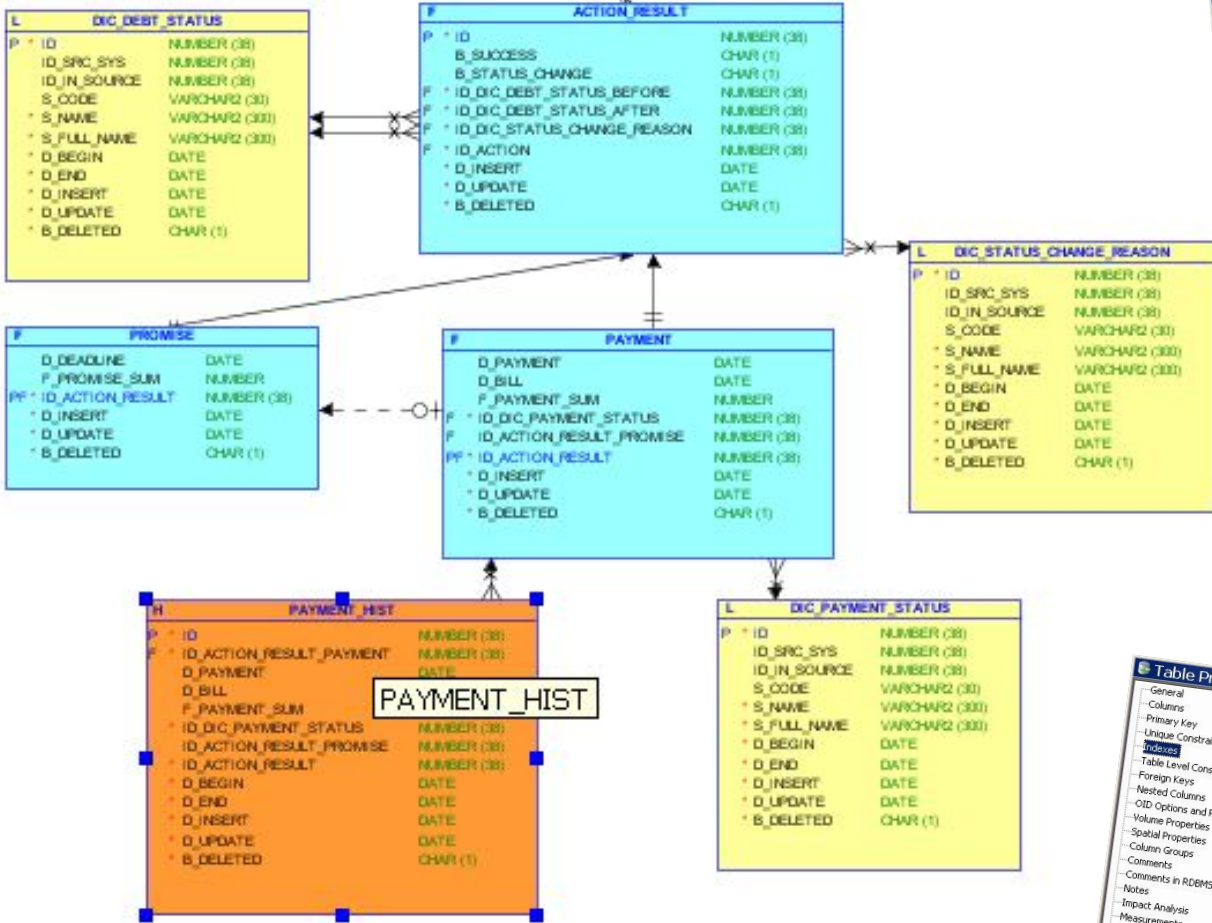 L DIC_DEBT_STATUS
P * ID NUMBER (38)
ID_SRC_SYS NUMBER (38)
ID_IN_SOURCE NUMBER (38)
S_CODE VARCHAR2 (30)
* S_NAME VARCHAR2 (300)
* S_FULL_NAME VARCHAR2 (300)
* D_BEGIN DATE
* D_END DATE
* D_INSERT DATE
* D_UPDATE DATE
* B_DELETED CHAR (1)
F ACTION_RESULT
P * ID NUMBER (38)
B_SUCCESS CHAR (1)
B_STATUS_CHANGE CHAR (1)
F * ID_DIC_DEBT_STATUS_BEFORE NUMBER (38)
F * ID_DIC_DEBT_STATUS_AFTER NUMBER (38)
F * ID_DIC_STATUS_CHANGE_REASON NUMBER (38)
F * ID_ACTION NUMBER (38)
* D_INSERT DATE
* D_UPDATE DATE
* B_DELETED CHAR (1)
L DIC_STATUS_CHANGE_REASON
P * ID NUMBER (38)
ID_SRC_SYS NUMBER (38)
ID_IN_SOURCE NUMBER (38)
S_CODE VARCHAR2 (30)
* S_NAME VARCHAR2 (300)
* S_FULL_NAME VARCHAR2 (300)
* D_BEGIN DATE
* D_END DATE
* D_INSERT DATE
* D_UPDATE DATE
* B_DELETED CHAR (1)
F PROMISE
D_DEADLINE DATE
F_PROMISE_SUM NUMBER
PF * ID_ACTION_RESULT NUMBER (38)
* D_INSERT DATE
* D_UPDATE DATE
* B_DELETED CHAR (1)
F PAYMENT
D_PAYMENT DATE
D_BILL DATE
F_PAYMENT_SUM NUMBER
F * ID_DIC_PAYMENT_STATUS NUMBER (38)
F ID_ACTION_RESULT_PROMISE NUMBER (38)
PF * ID_ACTION_RESULT NUMBER (38)
* D_INSERT DATE
* D_UPDATE DATE
* B_DELETED CHAR (1)
H PAYMENT_HIST
P * ID NUMBER (38)
F * ID_ACTION_RESULT_PAYMENT NUMBER (38)
D_PAYMENT DATE
D_BILL
F_PAYMENT_SUM
* ID_DIC_PAYMENT_STATUS NUMBER (38)
ID_ACTION_RESULT_PROMISE NUMBER (38)
* ID_ACTION_RESULT NUMBER (38)
* D_BEGIN DATE
* D_END DATE
* D_INSERT DATE
* D_UPDATE DATE
* B_DELETED CHAR (1)
PAYMENT_HIST
L DIC_PAYMENT_STATUS
P * ID NUMBER (38)
ID_SRC_SYS NUMBER (38)
ID_IN_SOURCE NUMBER (38)
S_CODE VARCHAR2 (30)
* S_NAME VARCHAR2 (300)
* S_FULL_NAME VARCHAR2 (300)
* D_BEGIN DATE
* D_END DATE
* D_INSERT DATE
* D_UPDATE DATE
* B_DELETED CHAR (1)
Table Pr
General
Columns
Primary Key
Unique Constrai
Indexes
Table Level Cons
Foreign Keys
Nested Columns
OID Options and P
Volume Properties
Spatial Properties
Column Groups
Comments
Comments in RDBMS
Notes
Impact Analysis